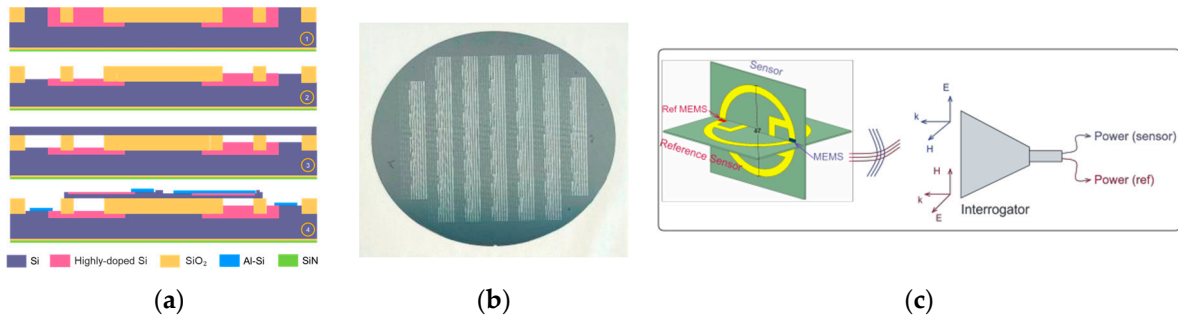 1
2
3
4
Si
Highly-doped Si
SiO2
Al-Si
SiN
(a)
(b)
Sensor
Ref MEMS
47
MEMS
Reference Sensor
E
k
H
H
k
E
Interrogator
Power (sensor)
Power (ref)
(c)